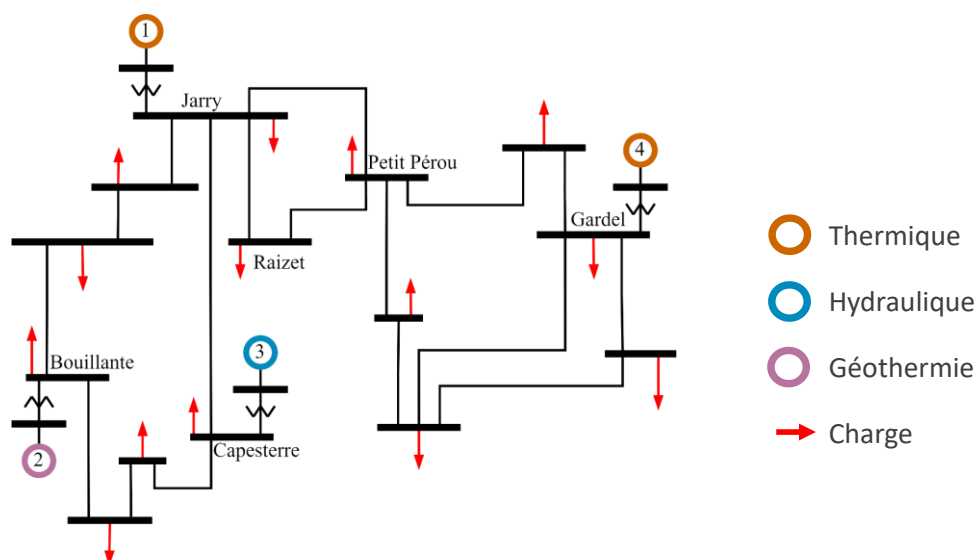 1
Jarry
Petit Pérou
4
Gardel
Raizet
3
Bouillante
Capesterre
2
Thermique
Hydraulique
Géothermie
Charge